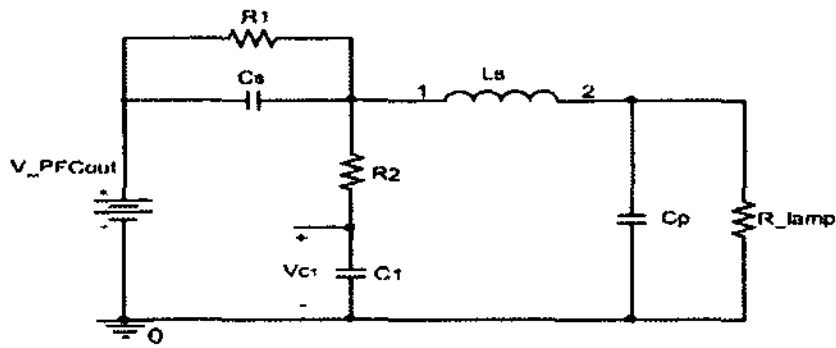 R1
Cs
1
Ls
2
V_PFCout
+
-
R2
+
Vc1
C1
-
Cp
R_lamp
0